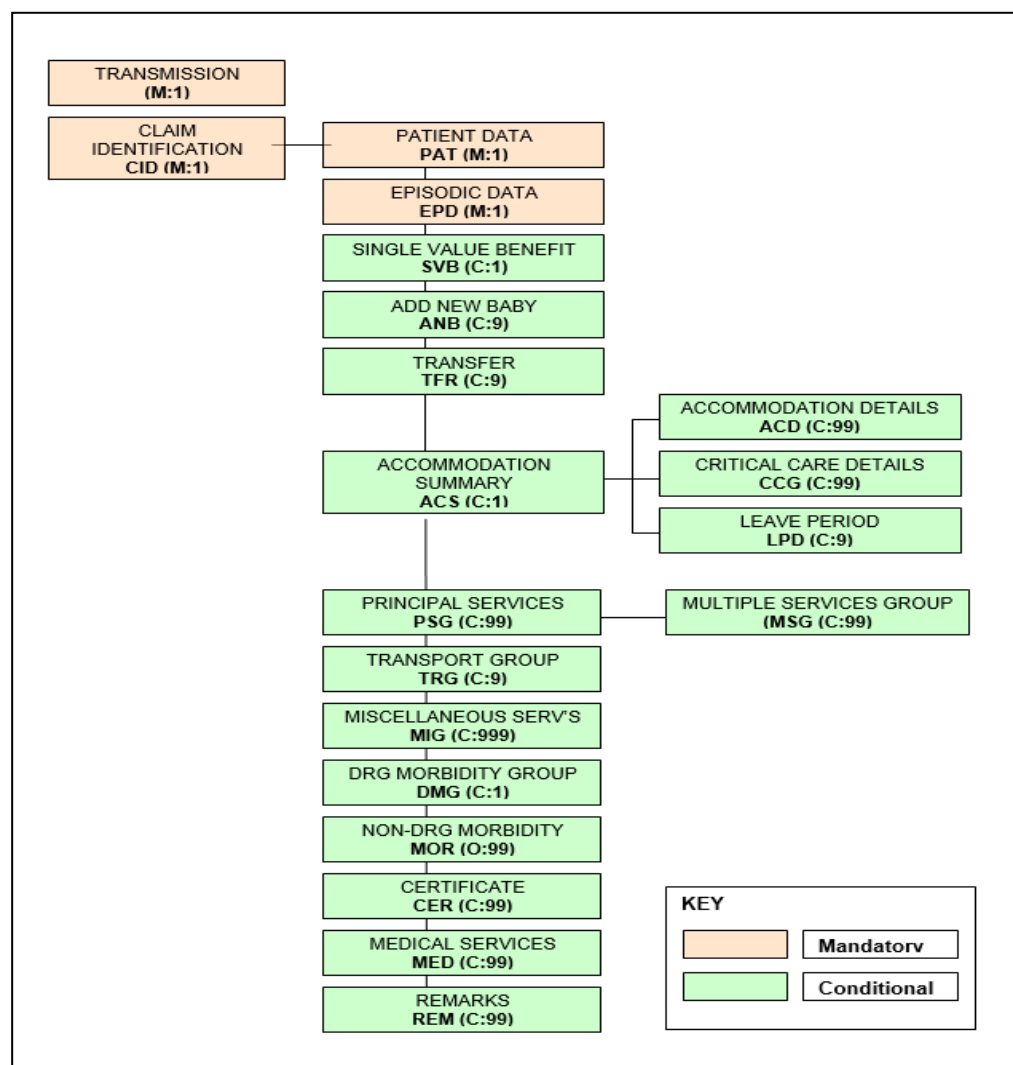 TRANSMISSION
(M:1)
CLAIM
IDENTIFICATION
CID (M:1)
PATIENT DATA
PAT (M:1)
EPISODIC DATA
EPD (M:1)
SINGLE VALUE BENEFIT
SVB (C:1)
ADD NEW BABY
ANB (C:9)
TRANSFER
TFR (C:9)
ACCOMMODATION
SUMMARY
ACS (C:1)
ACCOMMODATION DETAILS
ACD (C:99)
CRITICAL CARE DETAILS
CCG (C:99)
LEAVE PERIOD
LPD (C:9)
PRINCIPAL SERVICES
PSG (C:99)
MULTIPLE SERVICES GROUP
(MSG (C:99)
TRANSPORT GROUP
TRG (C:9)
MISCELLANEOUS SERV'S
MIG (C:999)
DRG MORBIDITY GROUP
DMG (C:1)
NON-DRG MORBIDITY
MOR (O:99)
CERTIFICATE
CER (C:99)
MEDICAL SERVICES
MED (C:99)
REMARKS
REM (C:99)
KEY
Mandatory
Conditional